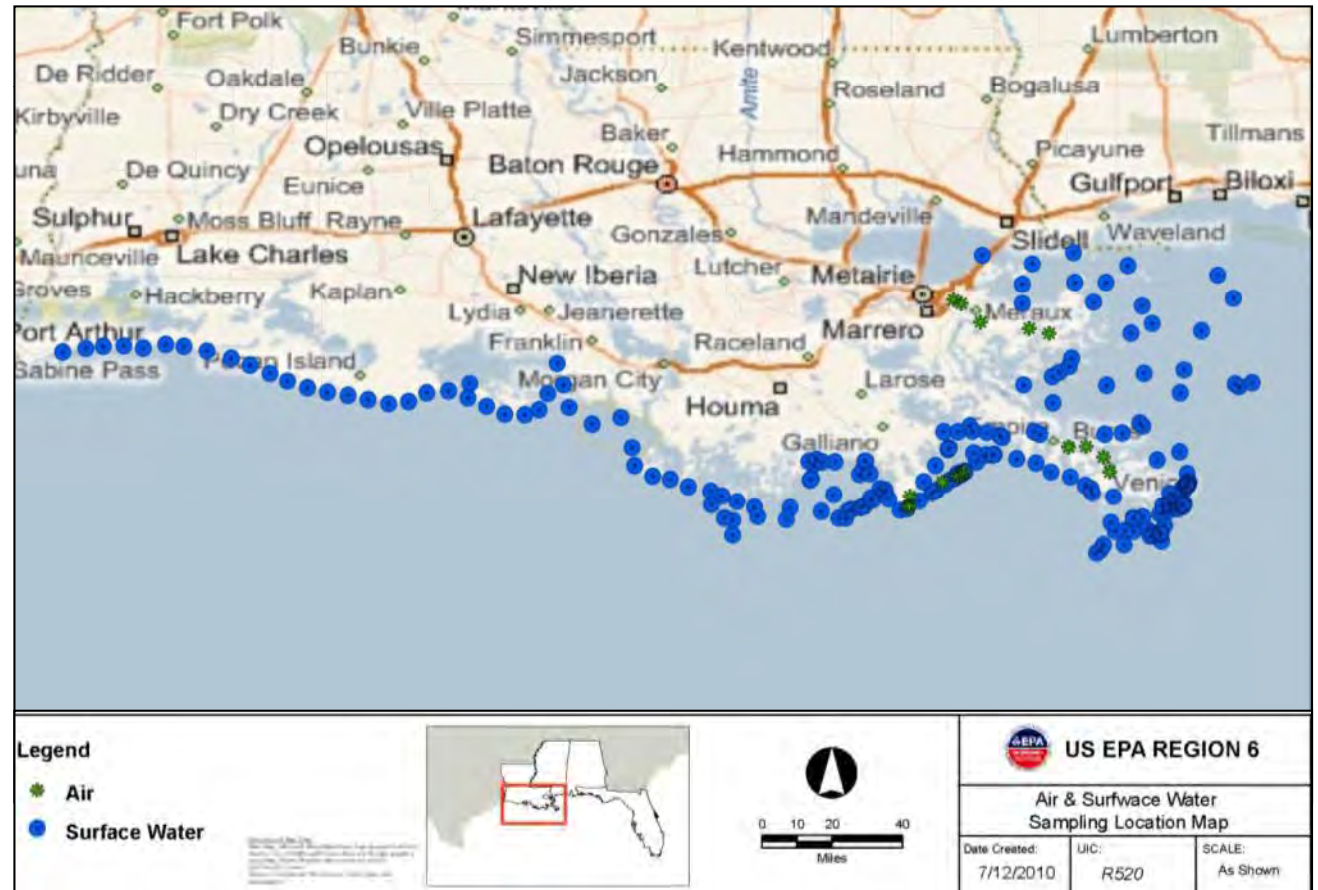 Fort Polk
Bunkie
Simmesport
Kentwood
Lumberton
De Ridder
Oakdale
Jackson
Amite
Roseland
Bogalusa
Kirbyville
Dry Creek
Ville Platte
Baker
Tillmans
Opelousas
Baton Rouge
Hammond
Picayune
una
De Quincy
Eunice
Gulfport
Biloxi
Sulphur
Moss Bluff
Rayne
Lafayette
Gonzales
Mandeville
Slidell
Waveland
Mauriceville
Lake Charles
New Iberia
Lutcher
Metairie
Groves
Hackberry
Kaplan
Lydia
Jeanerette
Meraux
Port Arthur
Franklin
Raceland
Marrero
Sabine Pass
Island
City
Larose
Houma
Galliano
Legend
Air
Surface Water
0 10 20 40
Miles
EPA
US EPA REGION 6
Air & Surfwace Water
Sampling Location Map
Date Created:
7/12/2010
UIC:
R520
SCALE:
As Shown